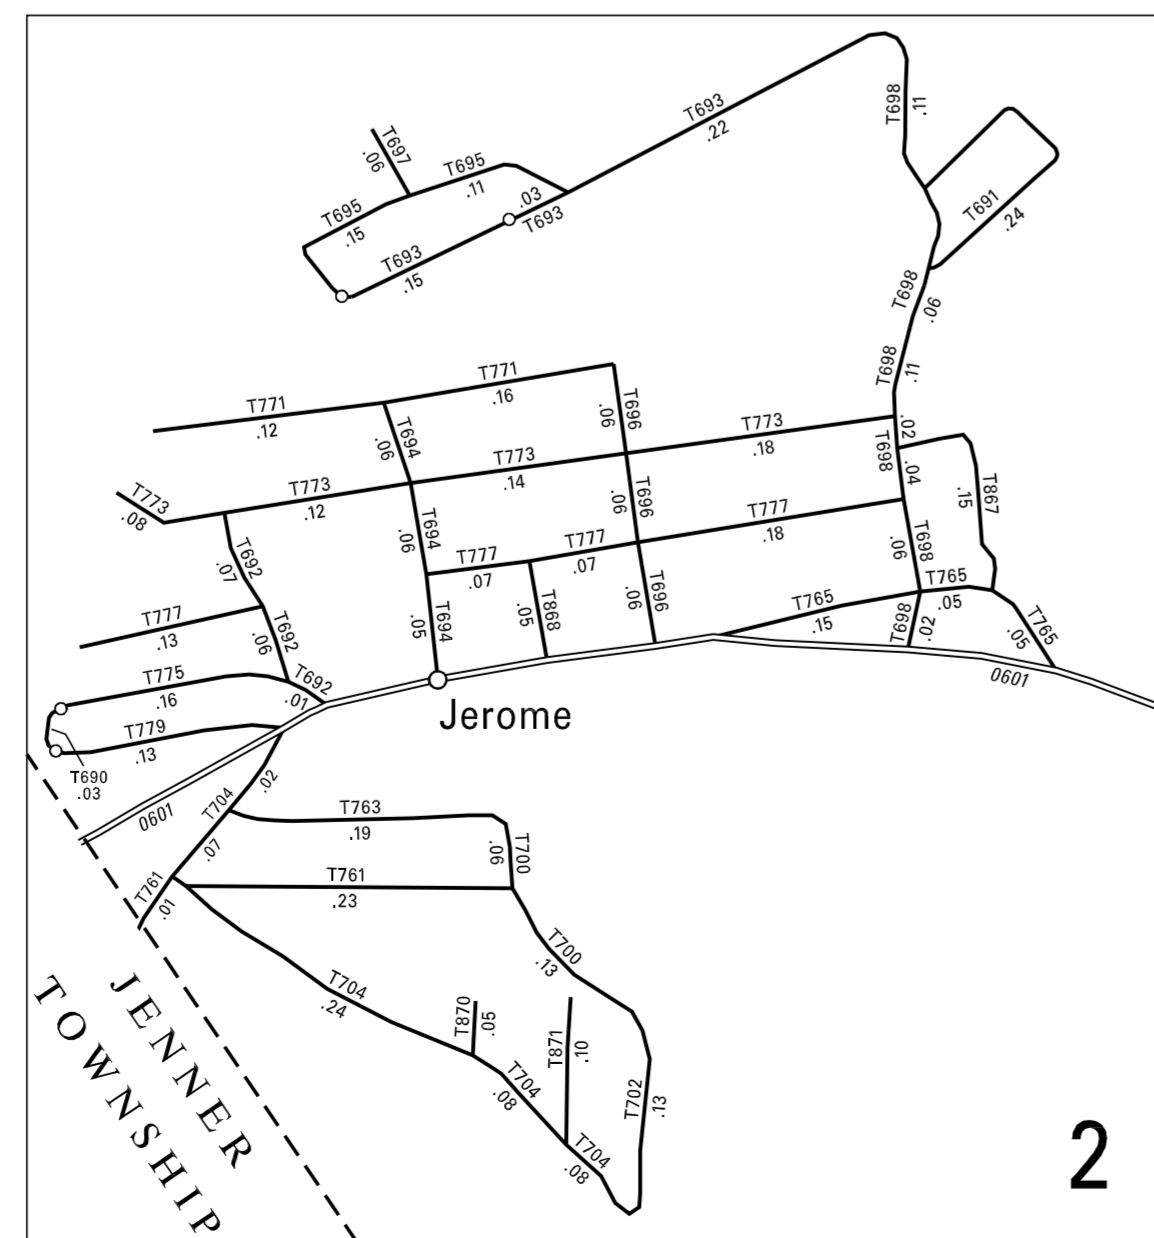 T693
.22
T698
.11
T697
.06
T695
.11
.03
T693
T695
.15
T693
.15
T691
.24
T698
.06
T698
.11
T771
.16
T771
.12
T696
.06
T694
.06
T773
.18
.02
T698
.04
T773
.14
T773
.12
T773
.08
T867
.15
T696
.06
T777
.18
T694
.06
T698
.06
T777
.07
T777
.07
T692
.07
T868
.05
T696
.06
T765
.05
T765
.15
T765
.05
T777
.13
T692
.06
T694
.05
T698
.02
0601
T775
.16
T692
.01
Jerome
T779
.13
T690
.03
0601
.02
T704
.07
T763
.19
T700
.06
T761
.01
T761
.23
T700
.13
T704
.24
T870
.05
T871
.10
T702
.13
T704
.08
T704
.08
JENNER
TOWNSHIP
2